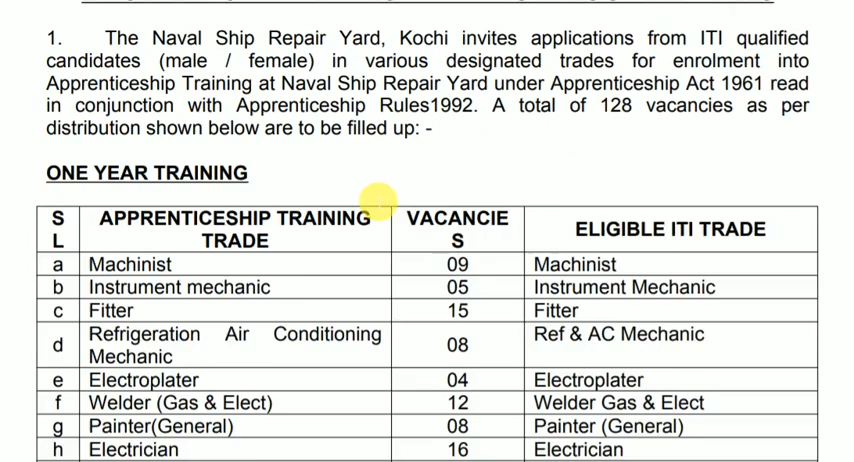 1. The Naval Ship Repair Yard, Kochi invites applications from ITI qualified
candidates (male / female) in various designated trades for enrolment into
Apprenticeship Training at Naval Ship Repair Yard under Apprenticeship Act 1961 read
in conjunction with Apprenticeship Rules1992. A total of 128 vacancies as per
distribution shown below are to be filled up: -
ONE YEAR TRAINING
S APPRENTICESHIP TRAINING VACANCIE ELIGIBLE ITI TRADE
L TRADE S
a Machinist 09 Machinist
b Instrument mechanic 05 Instrument Mechanic
c Fitter 15 Fitter
d Refrigeration Air Conditioning 08 Ref & AC Mechanic
Mechanic
e Electroplater 04 Electroplater
f Welder (Gas & Elect) 12 Welder Gas & Elect
g Painter(General) 08 Painter (General)
h Electrician 16 Electrician